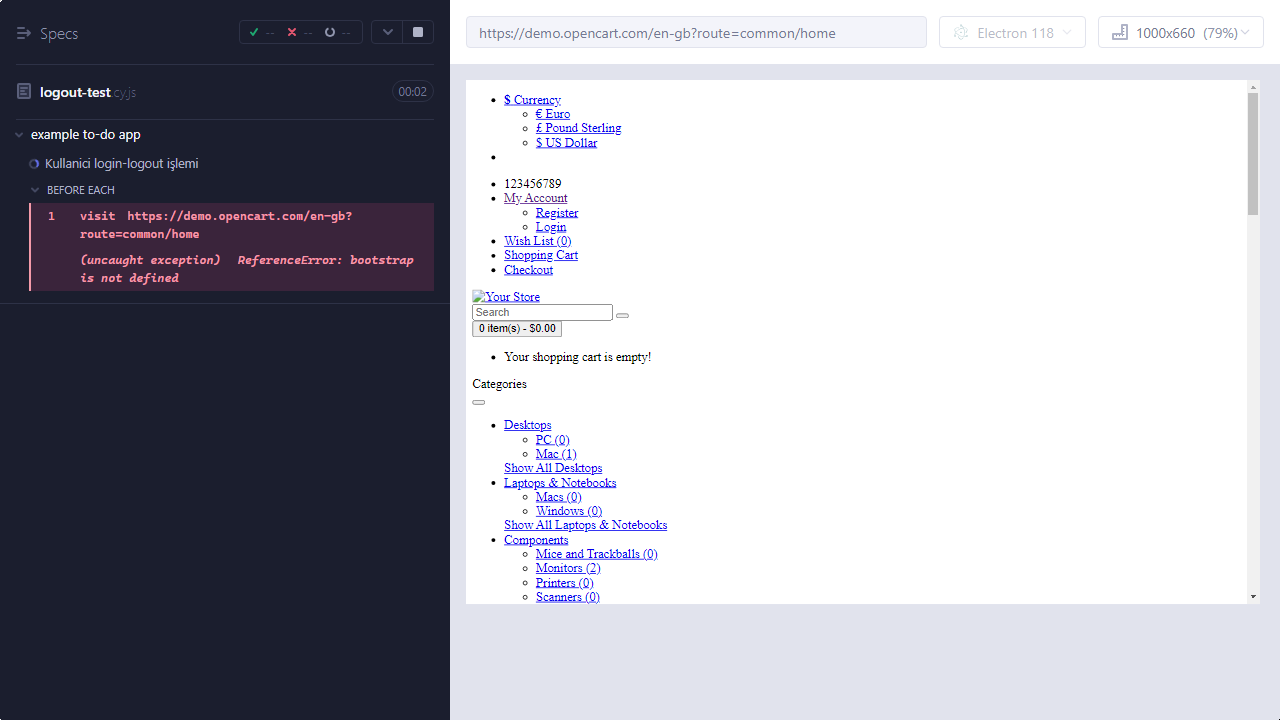 Specs
--
--
--
https://demo.opencart.com/en-gb?route=common/home
Electron 118
1000x660 (79%)
logout-test.cy.js
00:02
example to-do app
Kullanici login-logout işlemi
BEFORE EACH
1 visit https://demo.opencart.com/en-gb?
route=common/home
(uncaught exception) ReferenceError: bootstrap
is not defined
$ Currency
€ Euro
£ Pound Sterling
$ US Dollar
123456789
My Account
Register
Login
Wish List (0)
Shopping Cart
Checkout
Your Store
Search
0 item(s) - $0.00
Your shopping cart is empty!
Categories
Desktops
PC (0)
Mac (1)
Show All Desktops
Laptops & Notebooks
Macs (0)
Windows (0)
Show All Laptops & Notebooks
Components
Mice and Trackballs (0)
Monitors (2)
Printers (0)
Scanners (0)